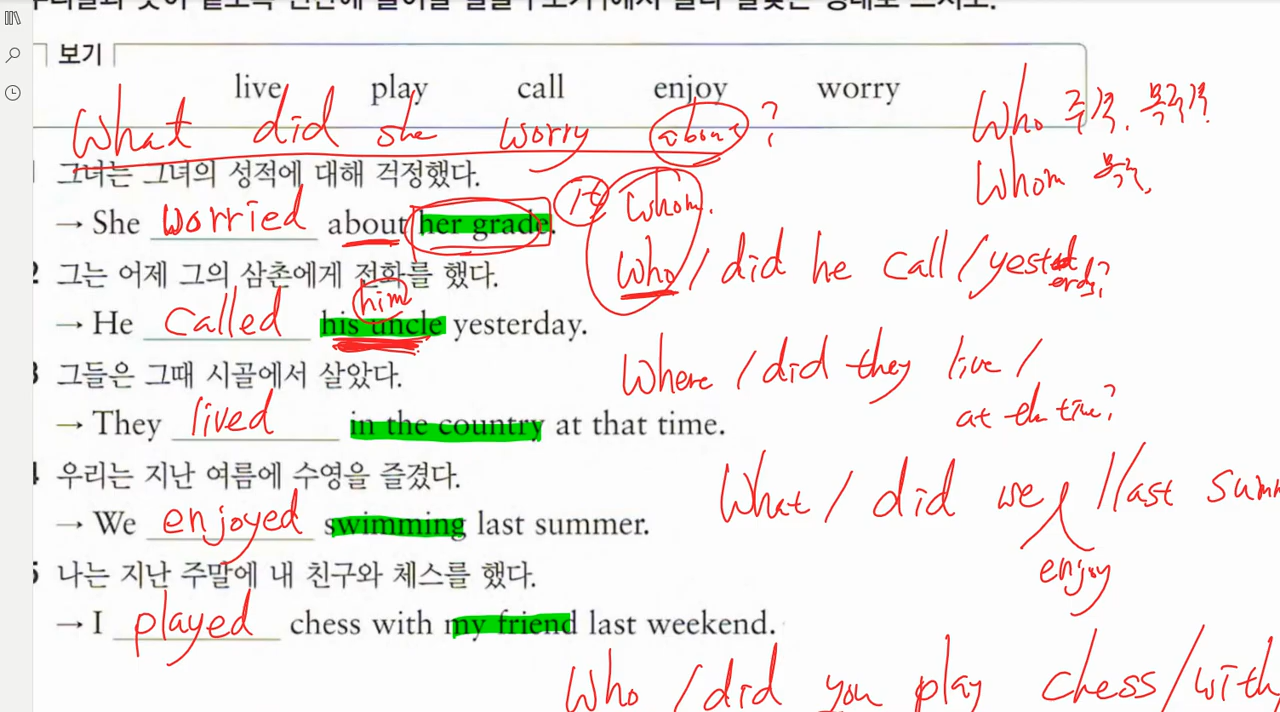 보기
live play call enjoy worry
What did she worry about?
Who 주격, 목적격?
Whom 목적,
그녀는 그녀의 성적에 대해 걱정했다.
→ She worried about her grade.
it whom.
2 그는 어제 그의 삼촌에게 전화를 했다.
who / did he call /
him
→ He called his uncle yesterday.
3 그들은 그때 시골에서 살았다.
Where / did they live /
at the time?
→ They lived in the country at that time.
4 우리는 지난 여름에 수영을 즐겼다.
What / did we enjoy / last
→ We enjoyed swimming last summer.
5 나는 지난 주말에 내 친구와 체스를 했다.
→ I played chess with my friend last weekend.
Who / did you play chess / with